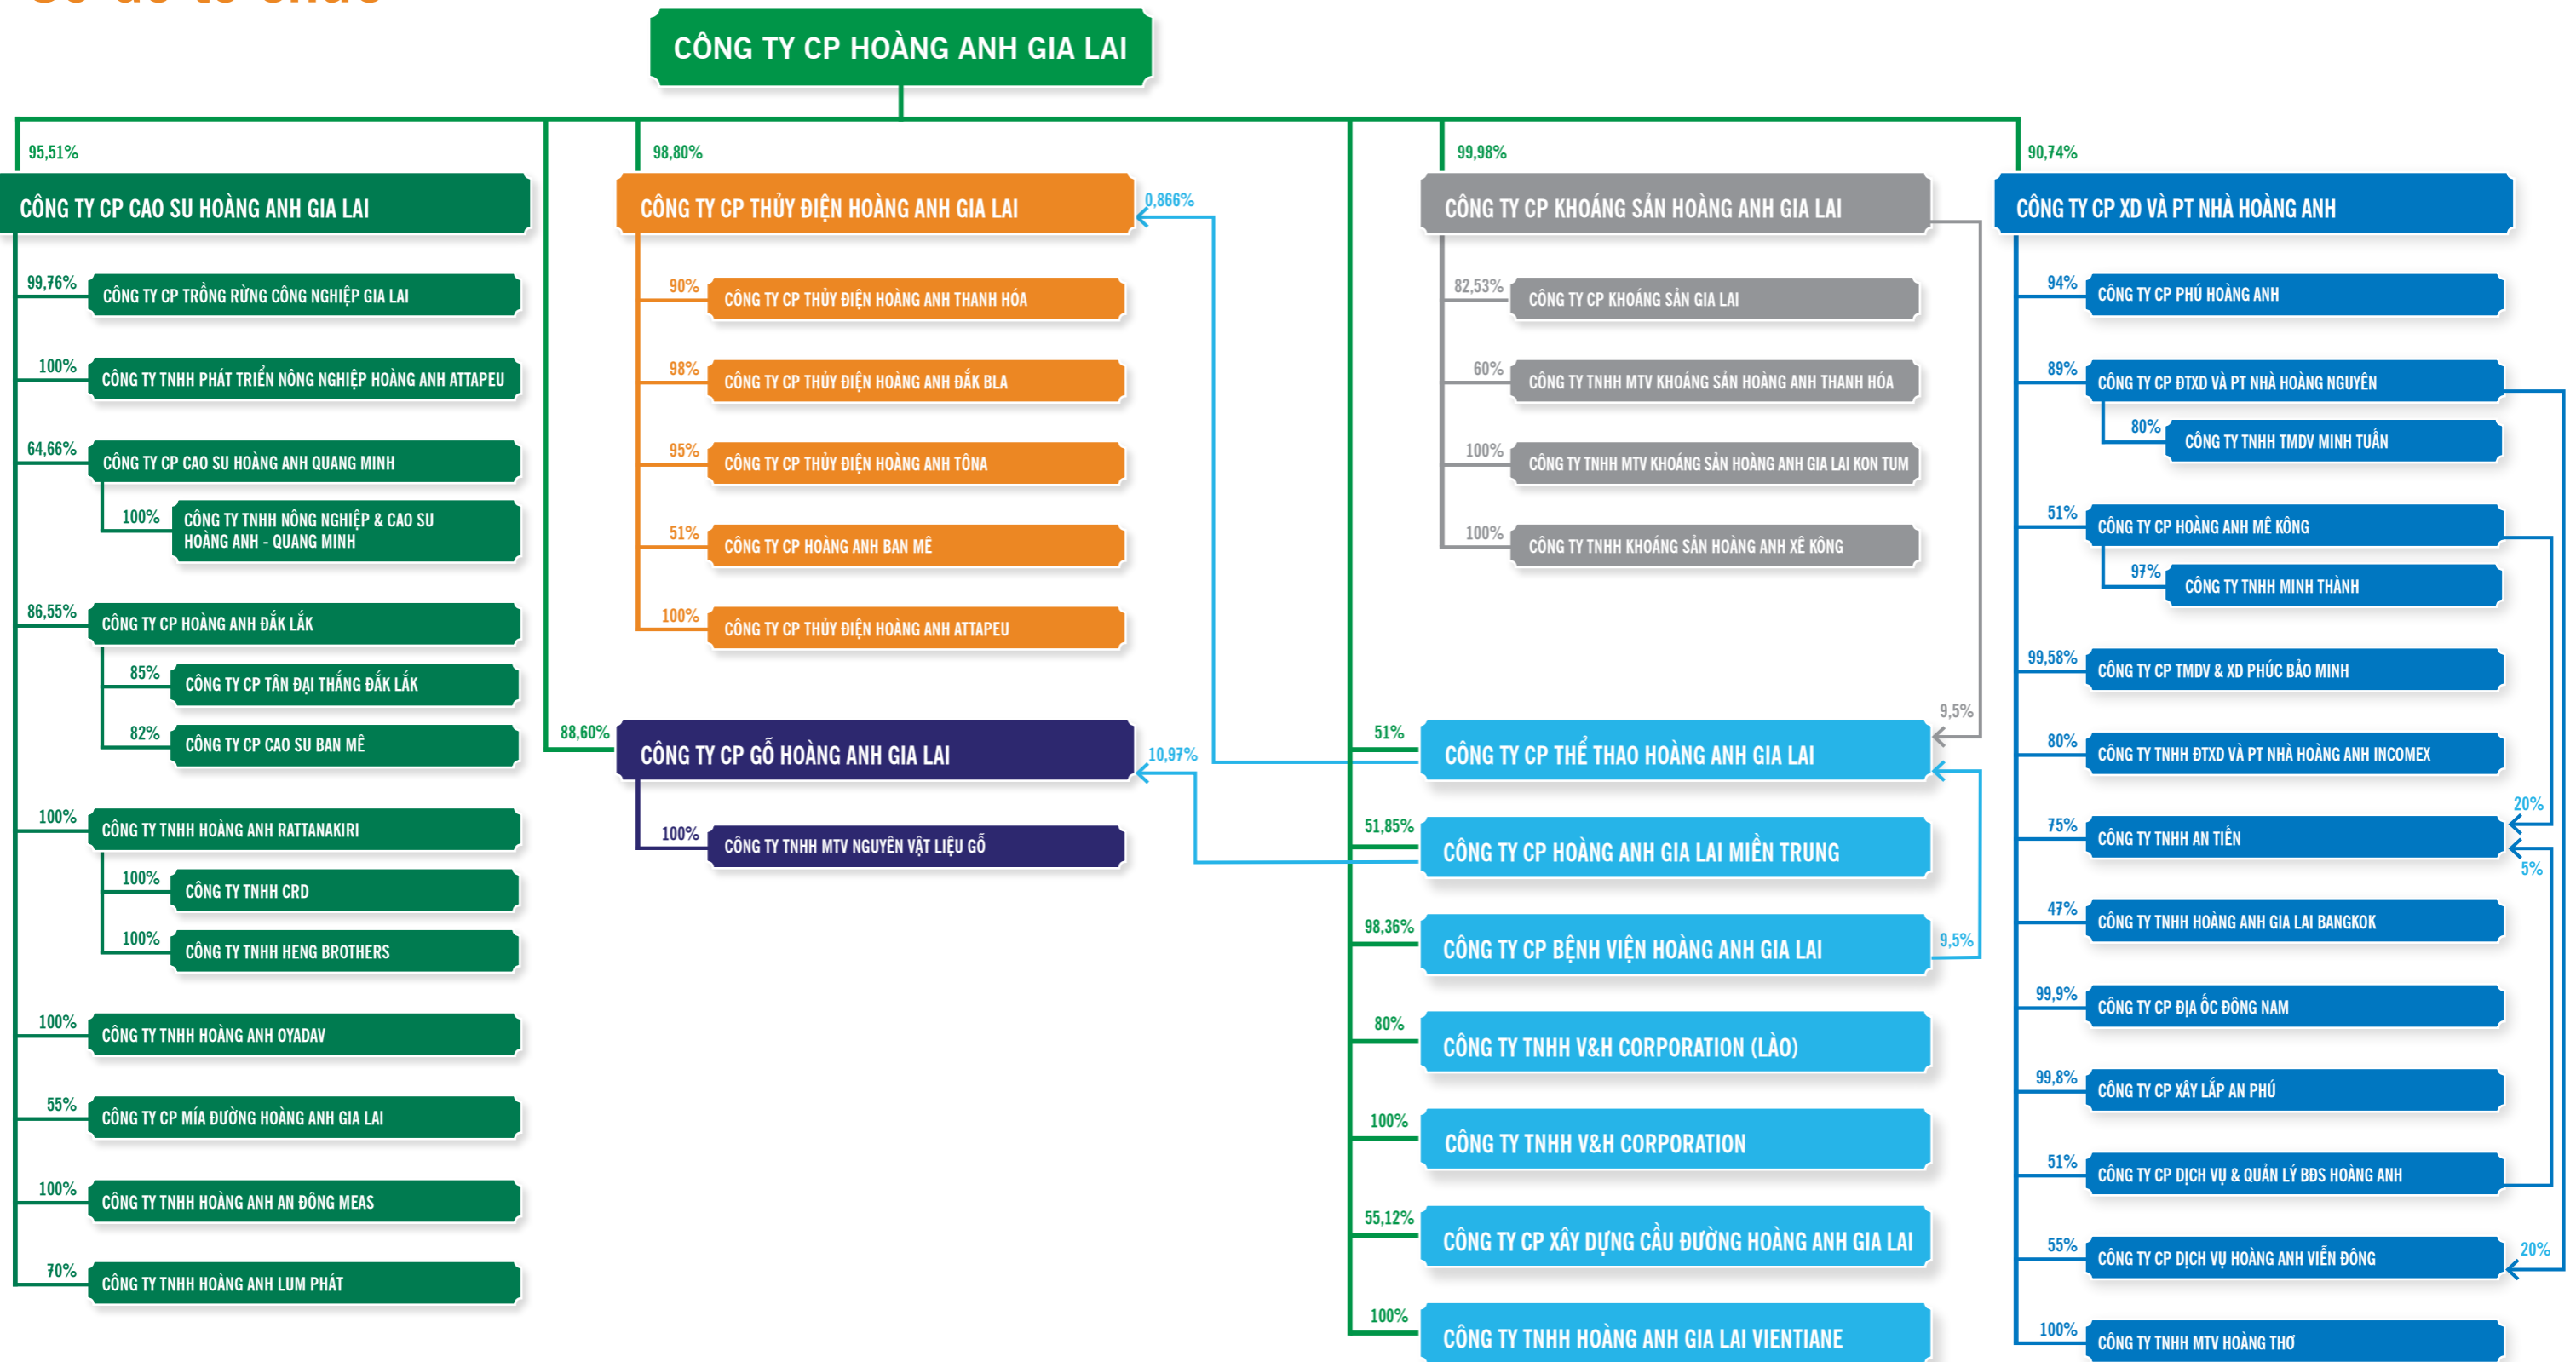 CÔNG TY CP HOÀNG ANH GIA LAI
95,51%
CÔNG TY CP CAO SU HOÀNG ANH GIA LAI
99,76%
CÔNG TY CP TRỒNG RỪNG CÔNG NGHIỆP GIA LAI
100%
CÔNG TY TNHH PHÁT TRIỂN NÔNG NGHIỆP HOÀNG ANH ATTAPEU
64,66%
CÔNG TY CP CAO SU HOÀNG ANH QUANG MINH
100%
CÔNG TY TNHH NÔNG NGHIỆP & CAO SU
HOÀNG ANH - QUANG MINH
86,55%
CÔNG TY CP HOÀNG ANH ĐẮK LẮK
85%
CÔNG TY CP TÂN ĐẠI THẮNG ĐẮK LẮK
82%
CÔNG TY CP CAO SU BAN MÊ
100%
CÔNG TY TNHH HOÀNG ANH RATTANAKIRI
100%
CÔNG TY TNHH CRD
100%
CÔNG TY TNHH HENG BROTHERS
100%
CÔNG TY TNHH HOÀNG ANH OYADAV
55%
CÔNG TY CP MÍA ĐƯỜNG HOÀNG ANH GIA LAI
100%
CÔNG TY TNHH HOÀNG ANH AN ĐÔNG MEAS
70%
CÔNG TY TNHH HOÀNG ANH LUM PHÁT
98,80%
CÔNG TY CP THỦY ĐIỆN HOÀNG ANH GIA LAI
0,866%
90%
CÔNG TY CP THỦY ĐIỆN HOÀNG ANH THANH HÓA
98%
CÔNG TY CP THỦY ĐIỆN HOÀNG ANH ĐẮK BLA
95%
CÔNG TY CP THỦY ĐIỆN HOÀNG ANH TÔNA
51%
CÔNG TY CP HOÀNG ANH BAN MÊ
100%
CÔNG TY CP THỦY ĐIỆN HOÀNG ANH ATTAPEU
88,60%
CÔNG TY CP GỖ HOÀNG ANH GIA LAI
10,97%
100%
CÔNG TY TNHH MTV NGUYÊN VẬT LIỆU GỖ
99,98%
CÔNG TY CP KHOÁNG SẢN HOÀNG ANH GIA LAI
82,53%
CÔNG TY CP KHOÁNG SẢN GIA LAI
60%
CÔNG TY TNHH MTV KHOÁNG SẢN HOÀNG ANH THANH HÓA
100%
CÔNG TY TNHH MTV KHOÁNG SẢN HOÀNG ANH GIA LAI KON TUM
100%
CÔNG TY TNHH KHOÁNG SẢN HOÀNG ANH XÊ KÔNG
9,5%
51%
CÔNG TY CP THỂ THAO HOÀNG ANH GIA LAI
51,85%
CÔNG TY CP HOÀNG ANH GIA LAI MIỀN TRUNG
98,36%
CÔNG TY CP BỆNH VIỆN HOÀNG ANH GIA LAI
9,5%
80%
CÔNG TY TNHH V&H CORPORATION (LÀO)
100%
CÔNG TY TNHH V&H CORPORATION
55,12%
CÔNG TY CP XÂY DỰNG CẦU ĐƯỜNG HOÀNG ANH GIA LAI
100%
CÔNG TY TNHH HOÀNG ANH GIA LAI VIENTIANE
90,74%
CÔNG TY CP XD VÀ PT NHÀ HOÀNG ANH
94%
CÔNG TY CP PHÚ HOÀNG ANH
89%
CÔNG TY CP ĐTXD VÀ PT NHÀ HOÀNG NGUYÊN
80%
CÔNG TY TNHH TMDV MINH TUẤN
51%
CÔNG TY CP HOÀNG ANH MÊ KÔNG
97%
CÔNG TY TNHH MINH THÀNH
99,58%
CÔNG TY CP TMDV & XD PHÚC BẢO MINH
80%
CÔNG TY TNHH ĐTXD VÀ PT NHÀ HOÀNG ANH INCOMEX
20%
75%
CÔNG TY TNHH AN TIẾN
5%
47%
CÔNG TY TNHH HOÀNG ANH GIA LAI BANGKOK
99,9%
CÔNG TY CP ĐỊA ỐC ĐÔNG NAM
99,8%
CÔNG TY CP XÂY LẮP AN PHÚ
51%
CÔNG TY CP DỊCH VỤ & QUẢN LÝ BĐS HOÀNG ANH
55%
CÔNG TY CP DỊCH VỤ HOÀNG ANH VIỄN ĐÔNG
20%
100%
CÔNG TY TNHH MTV HOÀNG THƠ